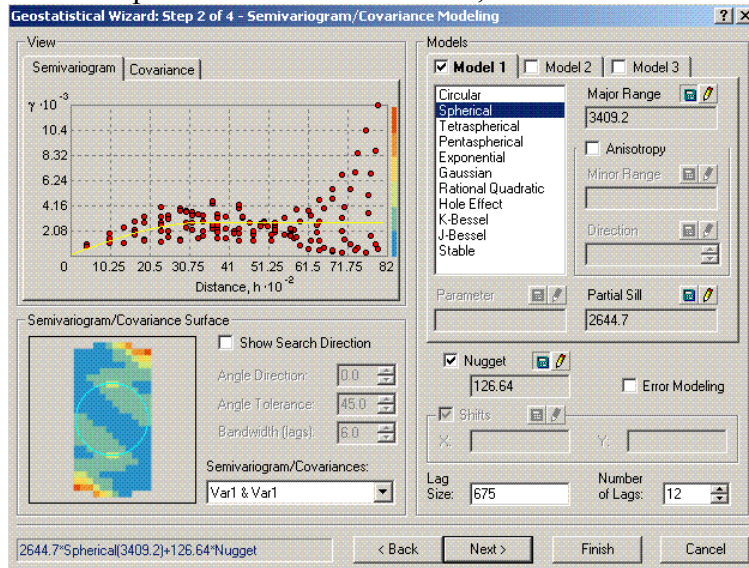 Geostatistical Wizard: Step 2 of 4 - Semivariogram/Covariance Modeling
View
Semivariogram Covariance
γ·10 -3
10.4
8.32
6.24
4.16
2.08
0 10.25 20.5 30.75 41 51.25 61.5 71.75 82
Distance, h·10 -2
Semivariogram/Covariance Surface
Show Search Direction
Angle Direction: 0.0
Angle Tolerance: 45.0
Bandwidth (lags): 6.0
Semivariogram/Covariances:
Var1 & Var1
Models
Model 1 Model 2 Model 3
Circular
Spherical
Tetraspherical
Pentaspherical
Exponential
Gaussian
Rational Quadratic
Hole Effect
K-Bessel
J-Bessel
Stable
Major Range
3409.2
Anisotropy
Minor Range
Direction
Parameter
Partial Sill
2644.7
Nugget
126.64
Error Modeling
Shifts
X: Y:
Lag Size: 675
Number of Lags: 12
2644.7*Spherical(3409.2)+126.64*Nugget
< Back Next > Finish Cancel